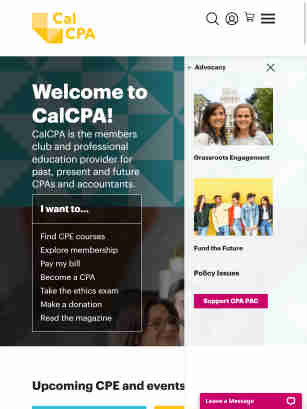 Cal
CPA
Advocacy
Welcome to
CalCPA!
CalCPA is the members
club and professional
education provider for
past, present and future
CPAs and accountants.
I want to...
Find CPE courses
Explore membership
Pay my bill
Become a CPA
Take the ethics exam
Make a donation
Read the magazine
Grassroots Engagement
Fund the Future
Policy Issues
Support CPA PAC
Upcoming CPE and events
Leave a Message